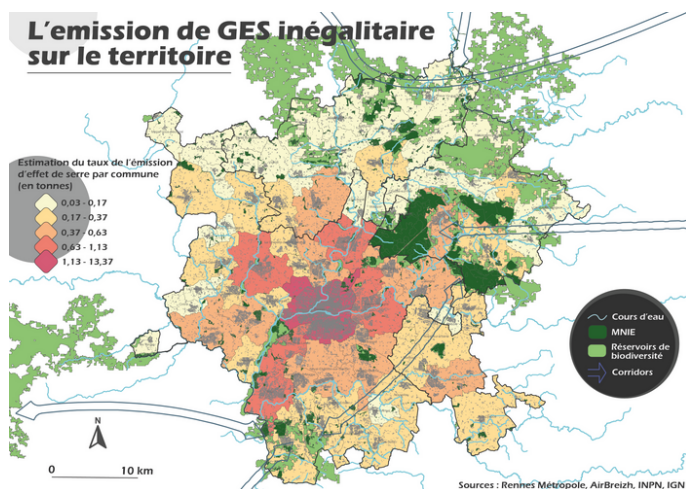 L'emission de GES inégalitaire
sur le territoire
Estimation du taux de l'émission
d'effet de serre par commune
(en tonnes)
0,03 - 0,17
0,17 - 0,37
0,37 - 0,63
0,63 - 1,13
1,13 - 13,37
Cours d'eau
MNIE
Réservoirs de
biodiversité
Corridors
N
0 10 km
Sources : Rennes Métropole, AirBreizh, INPN, IGN